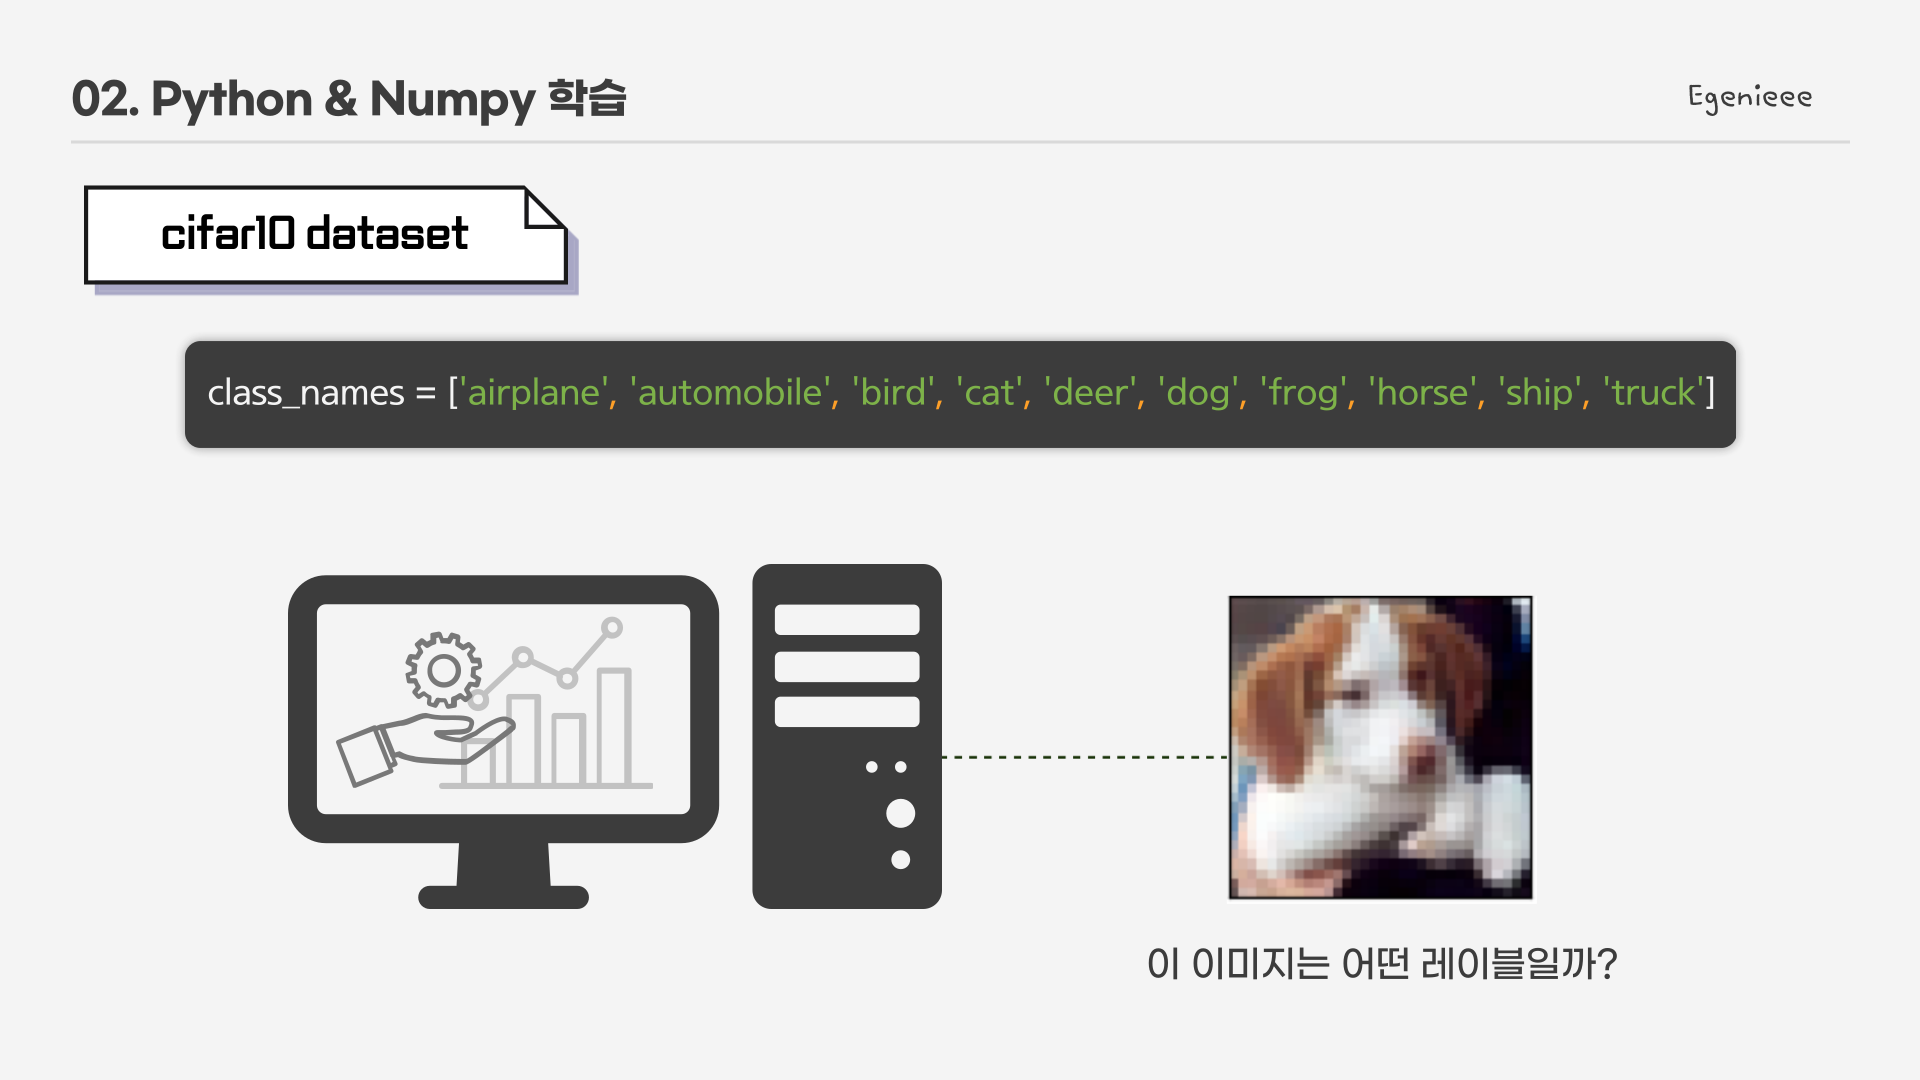 02. Python & Numpy 학습
Egenieee
cifar10 dataset
class_names = ['airplane', 'automobile', 'bird', 'cat', 'deer', 'dog', 'frog', 'horse', 'ship', 'truck']
이 이미지는 어떤 레이블일까?